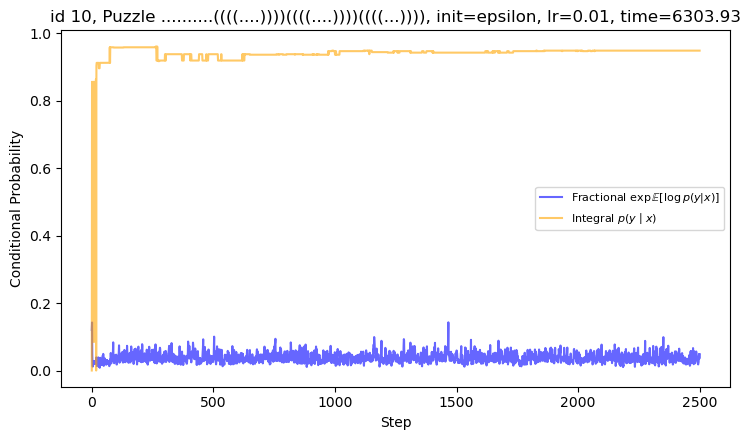 id 10, Puzzle ..........((((....))))((((....))))((((...)))), init=epsilon, lr=0.01, time=6303.93
Conditional Probability
1.0
0.8
0.6
0.4
0.2
0.0
Fractional exp𝔼[log p(y|x)]
Integral p(y | x)
0 500 1000 1500 2000 2500
Step